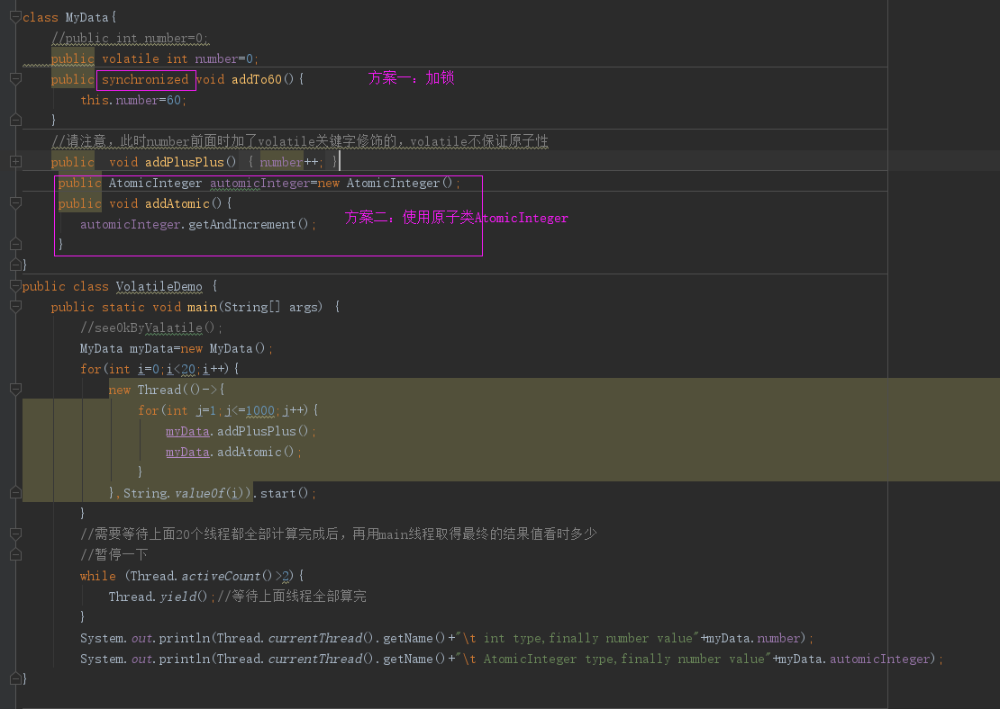 class MyData{
//public int number=0;
public volatile int number=0;
public synchronized void addTo60(){ 方案一：加锁
this.number=60;
}
//请注意，此时number前面时加了volatile关键字修饰的，volatile不保证原子性
public  void addPlusPlus() { number++; }
public AtomicInteger automicInteger=new AtomicInteger();
public void addAtomic(){
automicInteger.getAndIncrement(); 方案二：使用原子类AtomicInteger
}
}
public class VolatileDemo {
public static void main(String[] args) {
//seeOkByValatile();
MyData myData=new MyData();
for(int i=0;i<20;i++){
new Thread(()->{
for(int j=1;j<=1000;j++){
myData.addPlusPlus();
myData.addAtomic();
}
},String.valueOf(i)).start();
}
//需要等待上面20个线程都全部计算完成后，再用main线程取得最终的结果值看时多少
//暂停一下
while (Thread.activeCount()>2){
Thread.yield();//等待上面线程全部算完
}
System.out.println(Thread.currentThread().getName()+"\t int type,finally number value"+myData.number);
System.out.println(Thread.currentThread().getName()+"\t AtomicInteger type,finally number value"+myData.automicInteger);
}